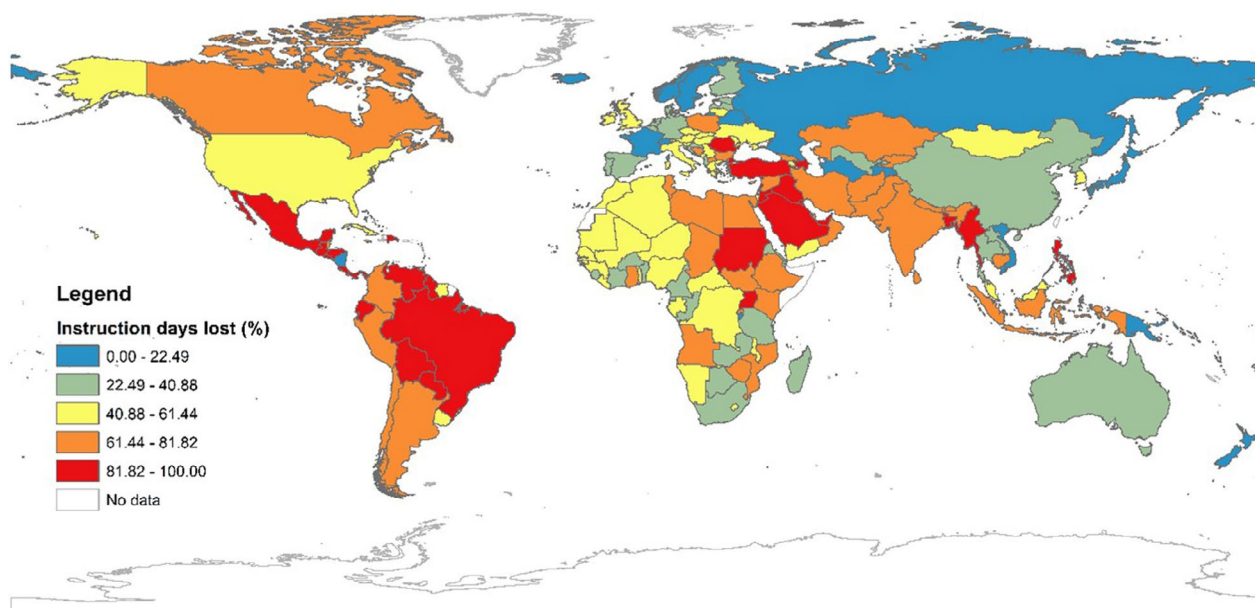 Legend
Instruction days lost (%)
0.00 - 22.49
22.49 - 40.88
40.88 - 61.44
61.44 - 81.82
81.82 - 100.00
No data